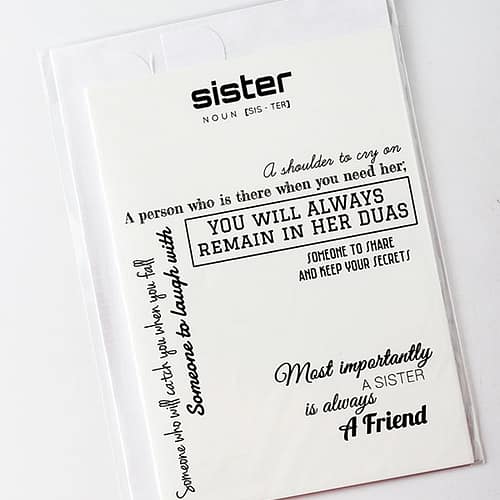 sister
NOUN [SIS - TER]
A shoulder to cry on
A person who is there when you need her;
YOU WILL ALWAYS
REMAIN IN HER DUAS
SOMEONE TO SHARE
AND KEEP YOUR SECRETS
Someone who will catch you when you fall
Someone to laugh with
Most importantly
A SISTER
is always
A Friend